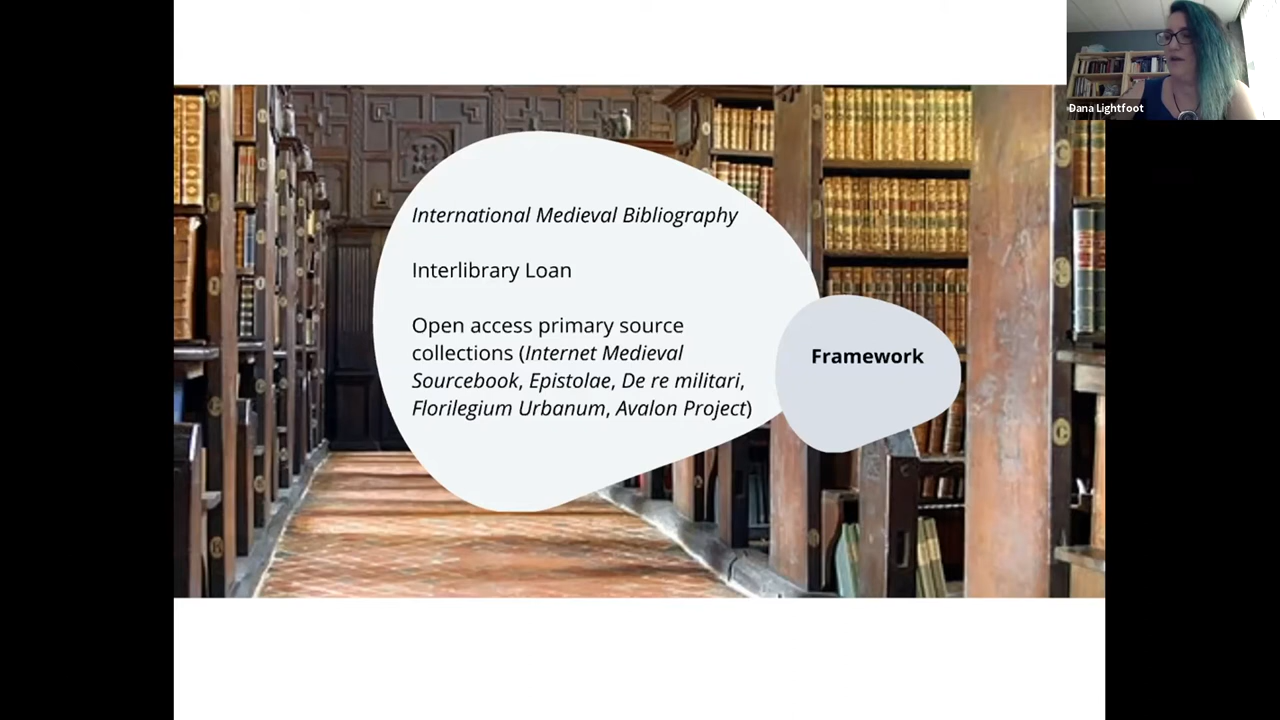 International Medieval Bibliography
Interlibrary Loan
Open access primary source
collections (Internet Medieval
Sourcebook, Epistolae, De re militari,
Florilegium Urbanum, Avalon Project)
Framework
Dana Lightfoot